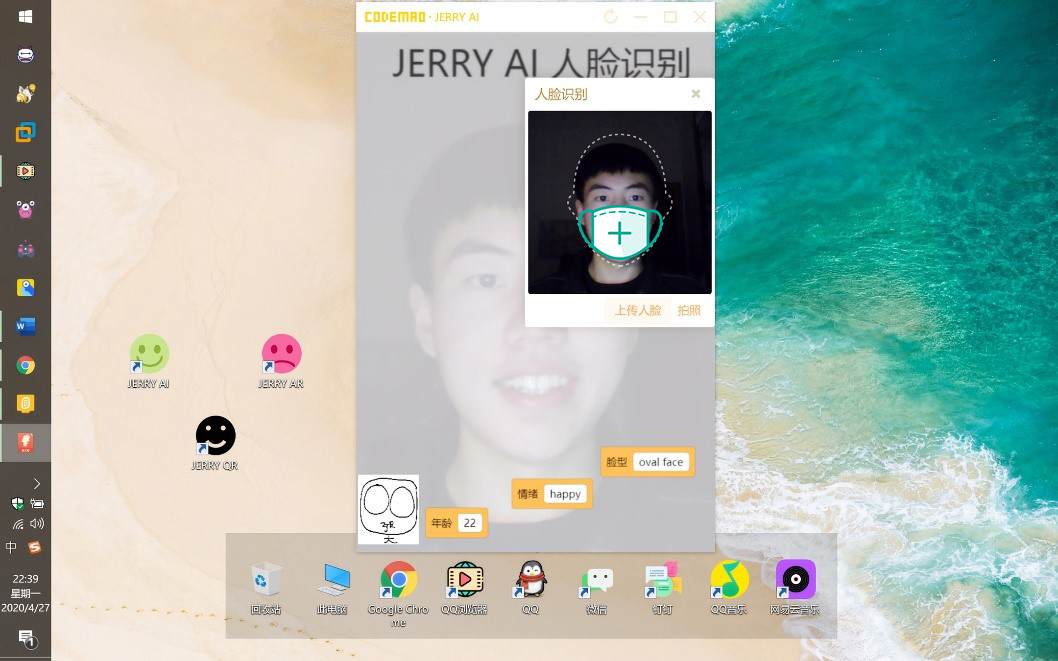 CODEMAO · JERRY AI
JERRY AI 人脸识别
人脸识别
上传人脸 拍照
JERRY AI
JERRY AR
JERRY QR
脸型 oval face
情绪 happy
年龄 22
W
中
22:39
星期一
2020/4/27
1
回收站
此电脑
Google Chro
me
QQ浏览器
QQ
微信
钉钉
QQ音乐
网易云音乐